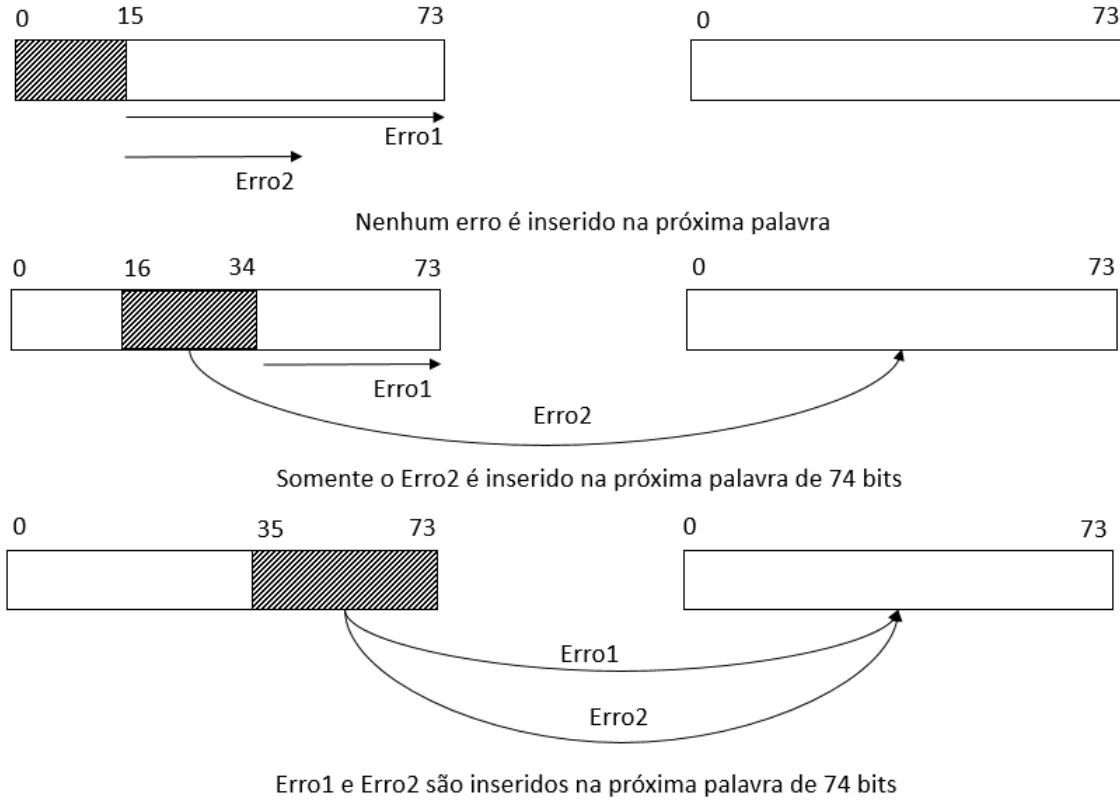 0 15 73 0 73
Erro1
Erro2
Nenhum erro é inserido na próxima palavra
0 16 34 73 0 73
Erro1
Erro2
Somente o Erro2 é inserido na próxima palavra de 74 bits
0 35 73 0 73
Erro1
Erro2
Erro1 e Erro2 são inseridos na próxima palavra de 74 bits